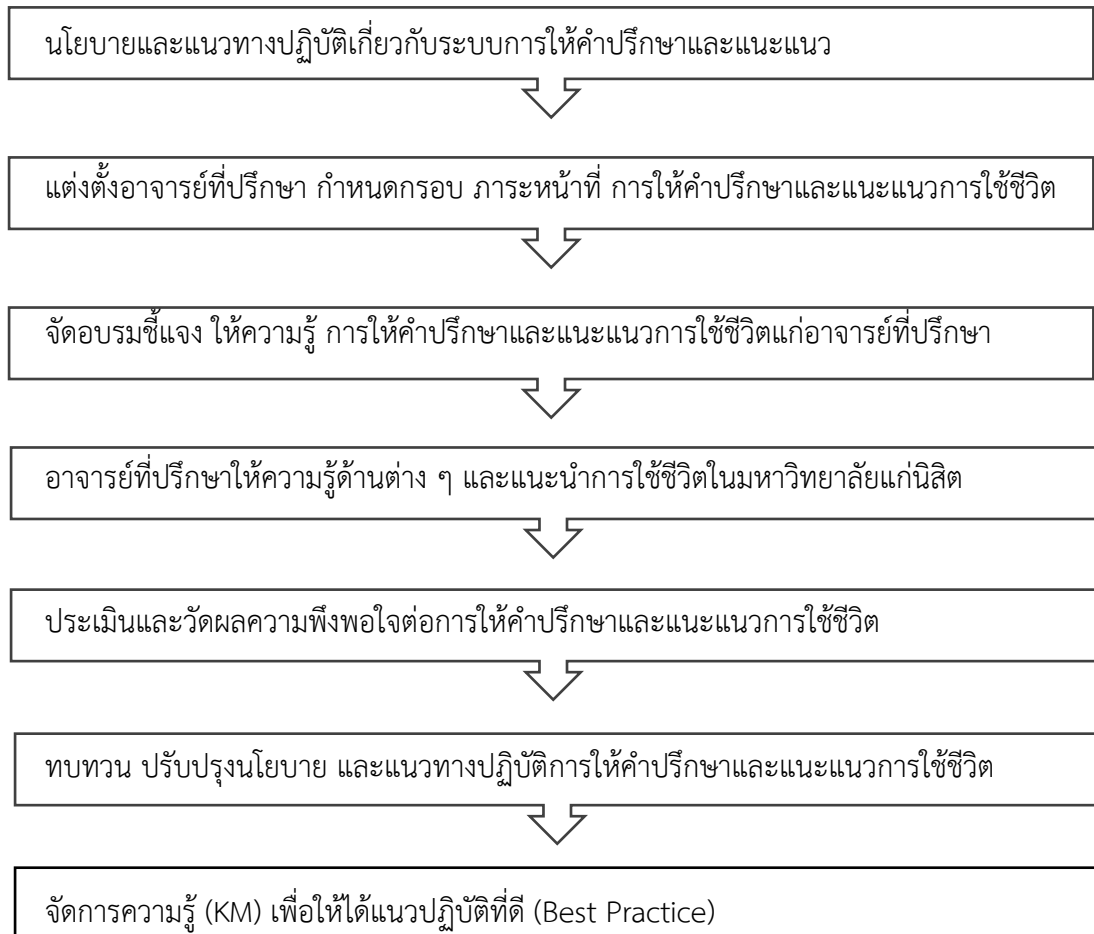 นโยบายและแนวทางปฏิบัติเกี่ยวกับระบบการให้คำปรึกษาและแนะแนว
แต่งตั้งอาจารย์ที่ปรึกษา กำหนดกรอบ ภาระหน้าที่ การให้คำปรึกษาและแนะแนวการใช้ชีวิต
จัดอบรมชี้แจง ให้ความรู้ การให้คำปรึกษาและแนะแนวการใช้ชีวิตแก่อาจารย์ที่ปรึกษา
อาจารย์ที่ปรึกษาให้ความรู้ด้านต่าง ๆ และแนะนำการใช้ชีวิตในมหาวิทยาลัยแก่นิสิต
ประเมินและวัดผลความพึงพอใจต่อการให้คำปรึกษาและแนะแนวการใช้ชีวิต
ทบทวน ปรับปรุงนโยบาย และแนวทางปฏิบัติการให้คำปรึกษาและแนะแนวการใช้ชีวิต
จัดการความรู้ (KM) เพื่อให้ได้แนวปฏิบัติที่ดี (Best Practice)